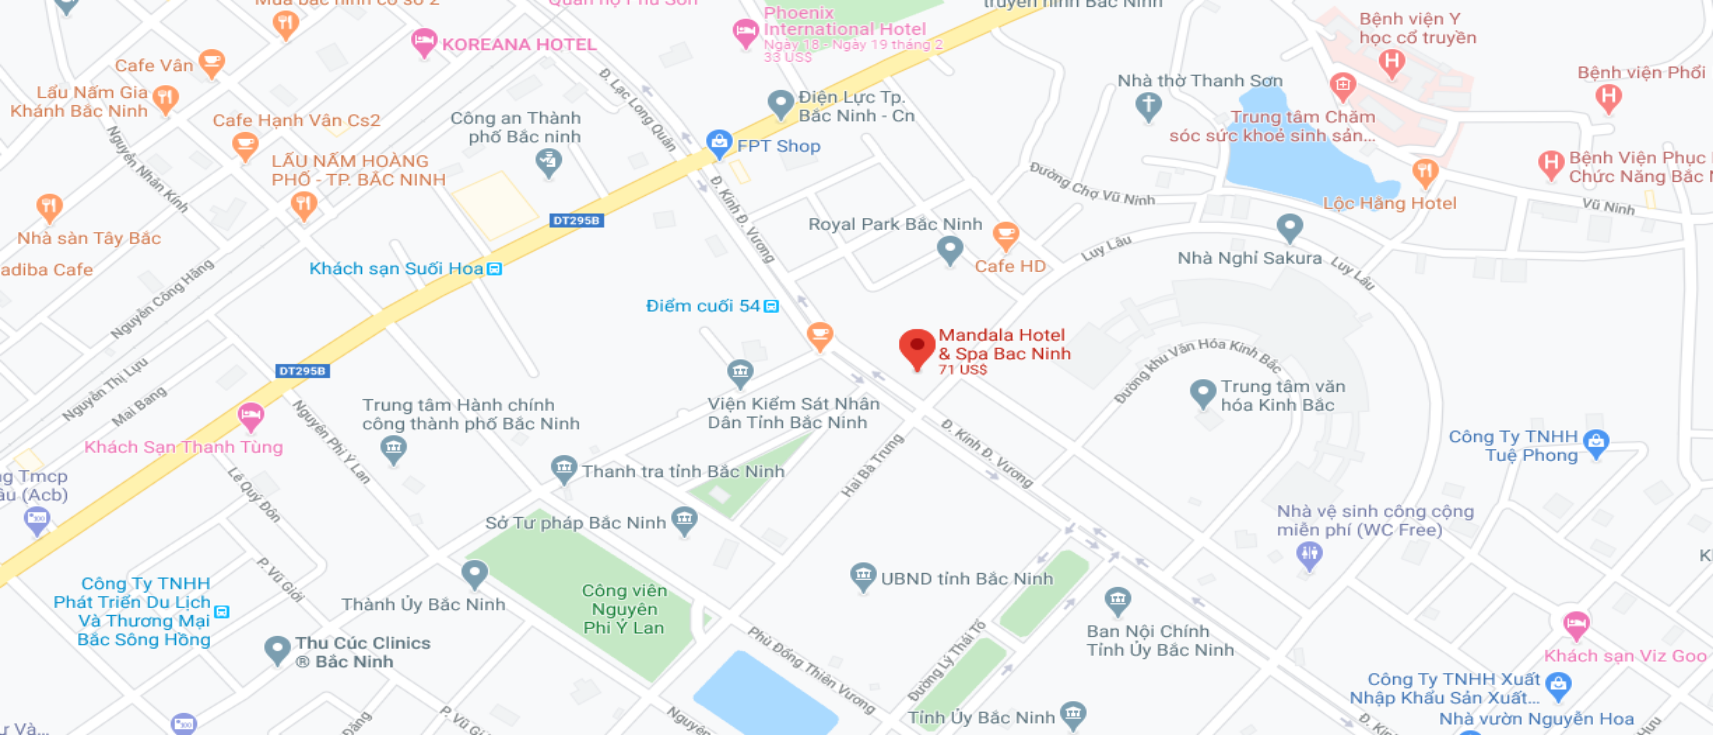 Mua bắc ninh cơ sở 2
Quan họ Phú Sơn
truyền hình Bắc Ninh
Phoenix
International Hotel
Ngày 18 - Ngày 19 tháng 2
33 US$
KOREANA HOTEL
Bệnh viện Y
học cổ truyền
Cafe Vân
Đ. Lạc Long Quân
Nhà thờ Thanh Sơn
Bệnh viện Phổi
Lẩu Nấm Gia
Khánh Bắc Ninh
Điện Lực Tp.
Bắc Ninh - Cn
Cafe Hạnh Vân Cs2
Công an Thành
phố Bắc ninh
Trung tâm Chăm
sóc sức khoẻ sinh sản...
FPT Shop
LẨU NẤM HOÀNG
PHỐ - TP. BẮC NINH
Nguyễn Nhân Kính
Đ. Kinh Đ. Vương
Đường Chợ Vũ Ninh
Bệnh Viện Phục
Chức Năng Bắc
Lộc Hằng Hotel
Vũ Ninh
DT295B
Royal Park Bắc Ninh
Nhà sàn Tây Bắc
adiba Cafe
Khách sạn Suối Hoa
Cafe HD
Luy Lâu
Nhà Nghỉ Sakura
Luy Lâu
Nguyễn Công Hãng
Điểm cuối 54
Mandala Hotel
& Spa Bac Ninh
71 US$
DT295B
Nguyễn Thị Lựu
Mai Bang
Đường khu Văn Hóa Kinh Bắc
Trung tâm văn
hóa Kinh Bắc
Trung tâm Hành chính
công thành phố Bắc Ninh
Viện Kiểm Sát Nhân
Dân Tỉnh Bắc Ninh
Nguyễn Phi Ỷ Lan
Khách Sạn Thanh Tùng
Đ. Kinh Đ. Vương
Công Ty TNHH
Tuệ Phong
Hai Bà Trưng
Thanh tra tỉnh Bắc Ninh
ng Tmcp
âu (Acb)
Lê Quý Đôn
Sở Tư pháp Bắc Ninh
Nhà vệ sinh công cộng
miễn phí (WC Free)
P. Vũ Giới
Công Ty TNHH
Phát Triển Du Lịch
Và Thương Mại
Bắc Sông Hồng
Thành Ủy Bắc Ninh
Công viên
Nguyên
Phi Ỷ Lan
UBND tỉnh Bắc Ninh
Ban Nội Chính
Tỉnh Ủy Bắc Ninh
Thu Cúc Clinics
® Bắc Ninh
Phù Đổng Thiên Vương
Đường Lý Thái Tổ
Khách sạn Viz Goo
Công Ty TNHH Xuất
Nhập Khẩu Sản Xuất...
Nhà vườn Nguyễn Hoa
Tỉnh Ủy Bắc Ninh
P. Vũ Giới
Nguyễn
Đ. Kinh